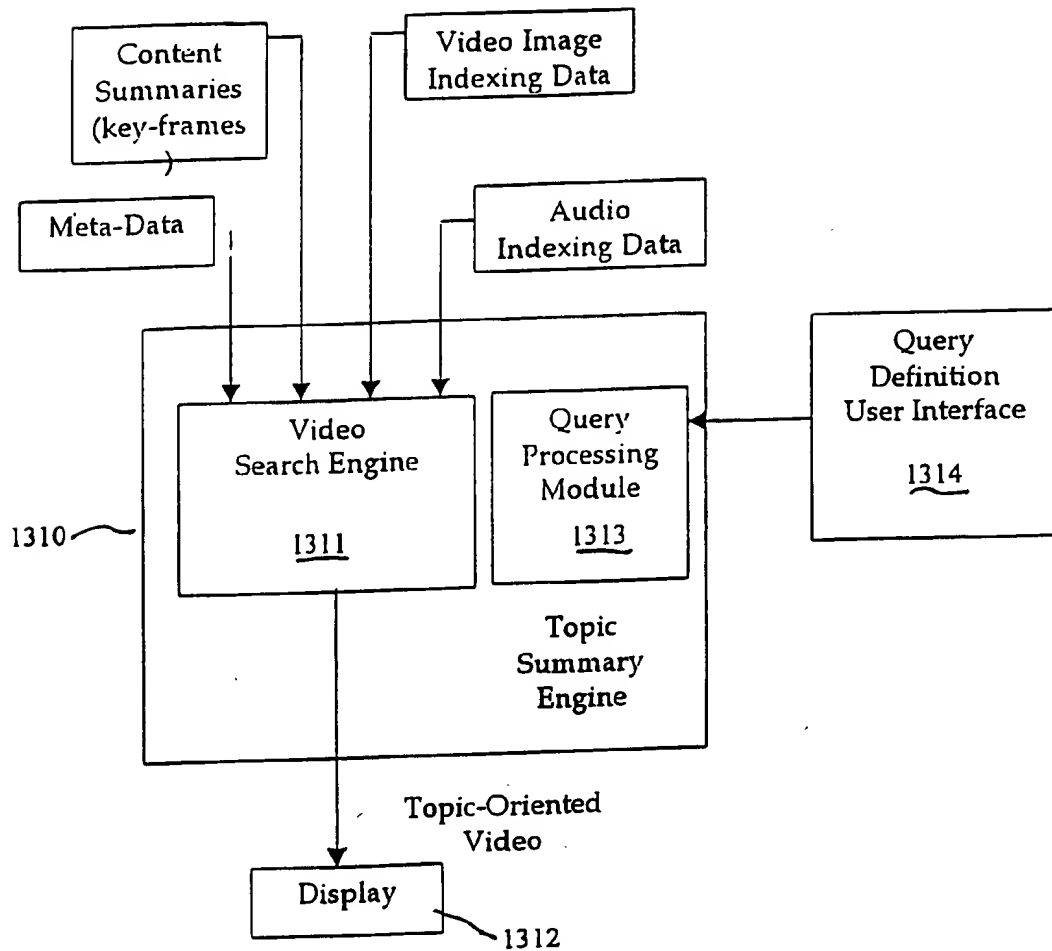 Content
Summaries
(key-frames
)
Video Image
Indexing Data
Meta-Data
Audio
Indexing Data
Query
Definition
User Interface
1314
Video
Search Engine
1311
Query
Processing
Module
1313
1310
Topic
Summary
Engine
Topic-Oriented
Video
Display
1312